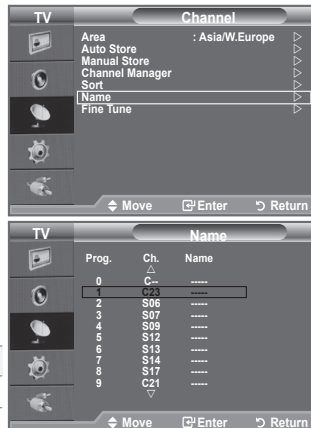 TV Channel
Area : Asia/W.Europe ▷
Auto Store ▷
Manual Store ▷
Channel Manager ▷
Sort ▷
Name ▷
Fine Tune ▷
Move Enter Return
TV Name
Prog. Ch. Name
△
0 C-- -----
1 C23 -----
2 S06 -----
3 S07 -----
4 S09 -----
5 S12 -----
6 S13 -----
7 S14 -----
8 S17 -----
9 C21 -----
▽
Move Enter Return